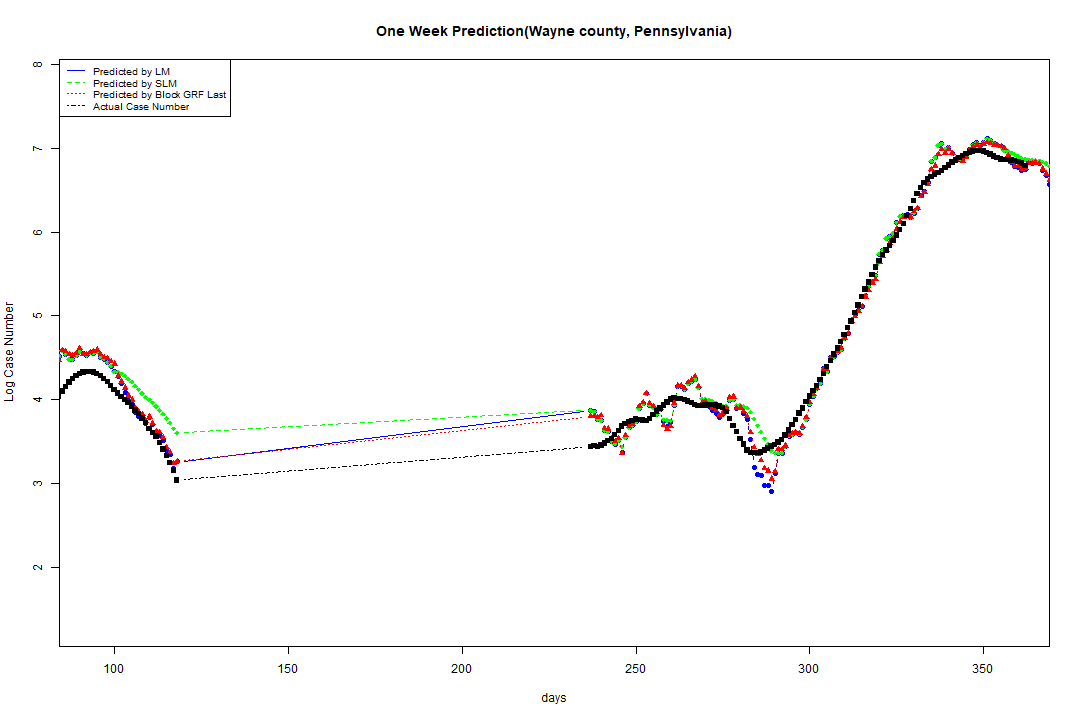 One Week Prediction(Wayne county, Pennsylvania)
Predicted by LM
Predicted by SLM
Predicted by Block GRF Last
Actual Case Number
8
7
6
5
4
3
2
Log Case Number
100 150 200 250 300 350
days